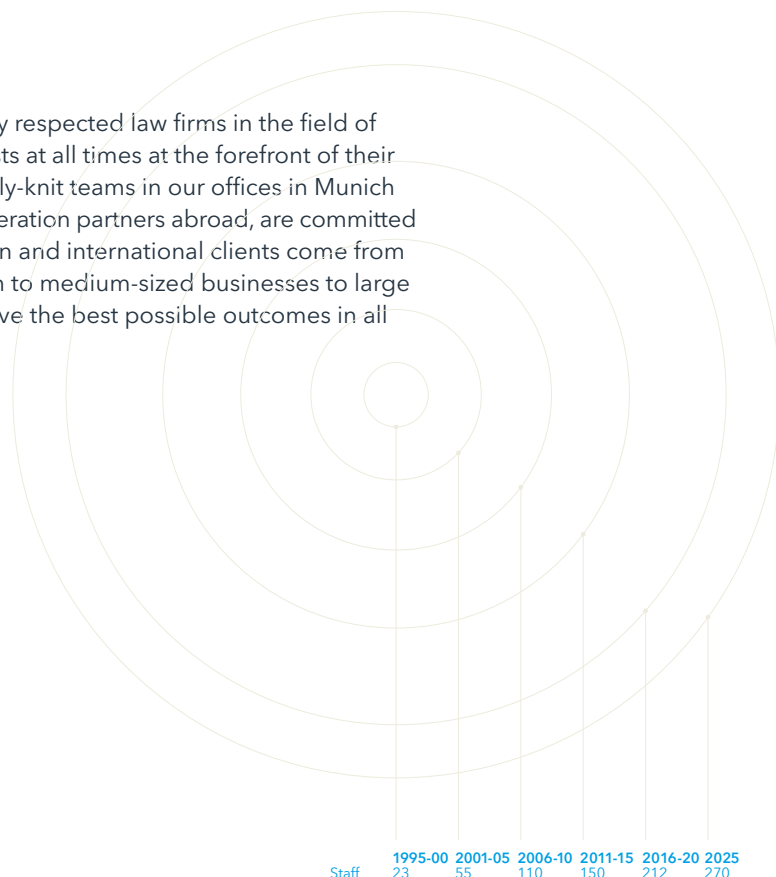 y respected law firms in the field of
ts at all times at the forefront of their
ly-knit teams in our offices in Munich
eration partners abroad, are committed
n and international clients come from
n to medium-sized businesses to large
ve the best possible outcomes in all
1995-00 2001-05 2006-10 2011-15 2016-20 2025
Staff 23 55 110 150 212 270